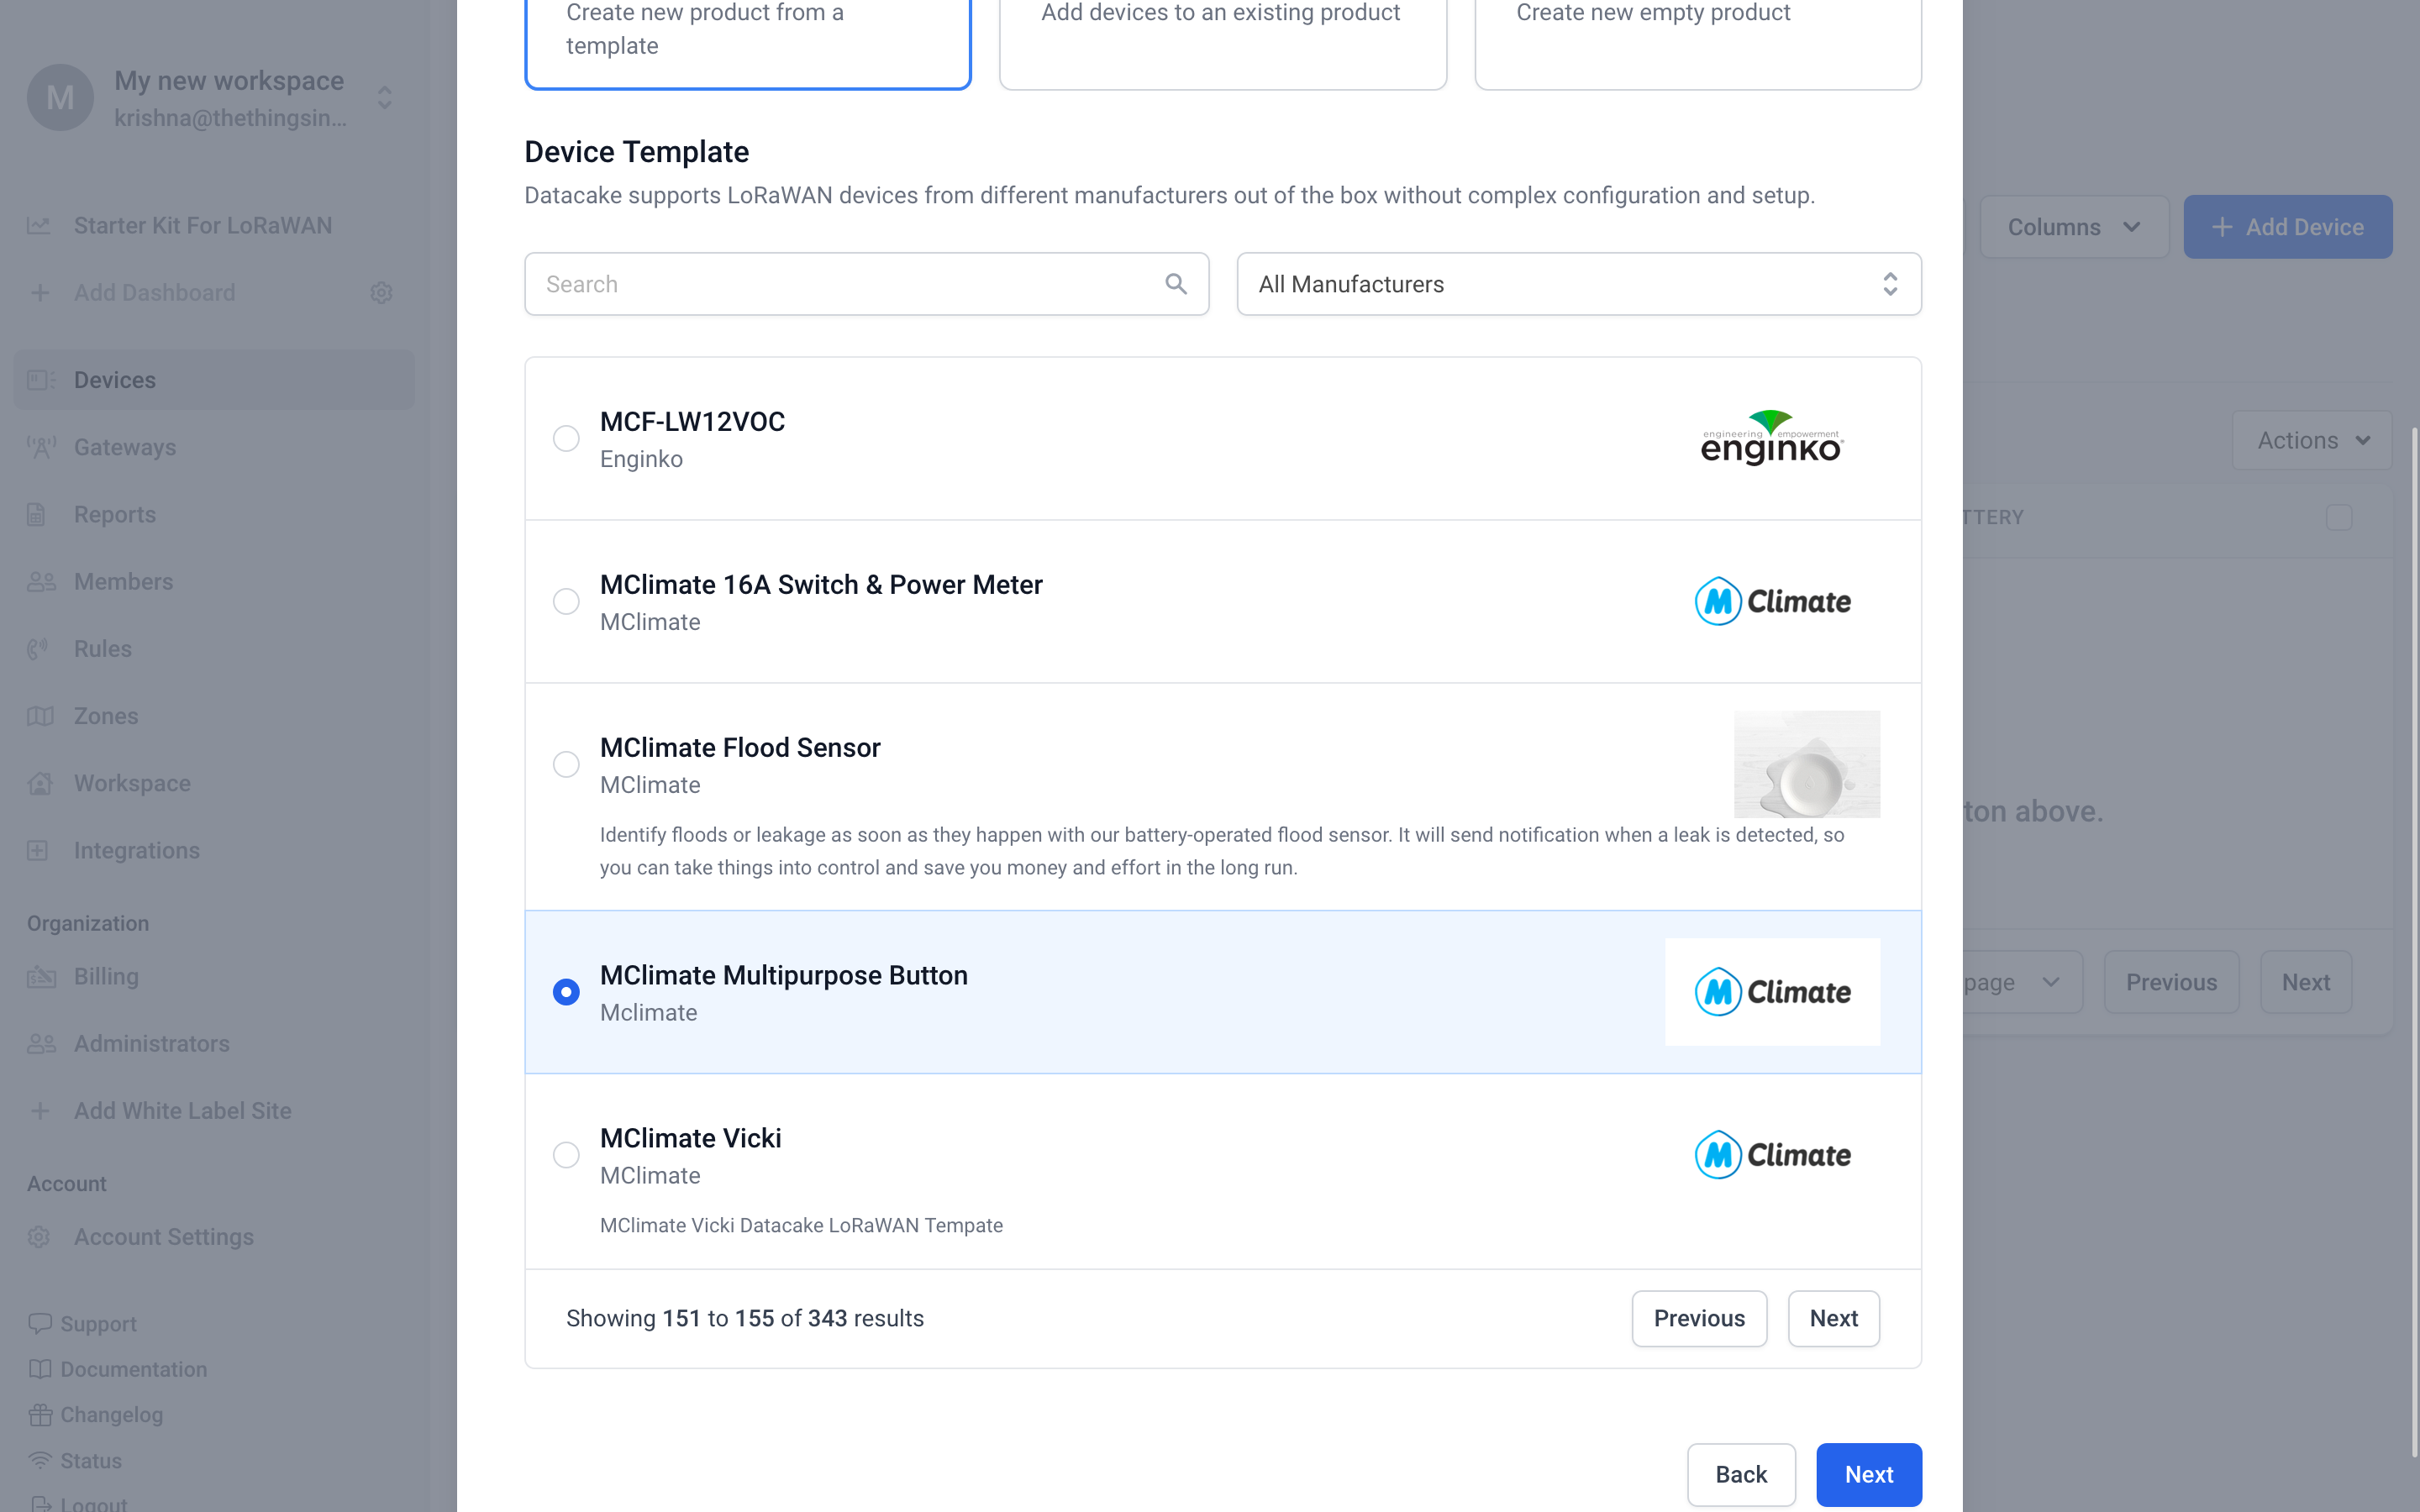 M
My new workspace
krishna@thethingsin...
Starter Kit For LoRaWAN
Add Dashboard
Devices
Gateways
Reports
Members
Rules
Zones
Workspace
Integrations
Organization
Billing
Administrators
Add White Label Site
Account
Account Settings
Support
Documentation
Changelog
Status
Logout
Create new product from a
template
Add devices to an existing product
Create new empty product
Device Template
Datacake supports LoRaWAN devices from different manufacturers out of the box without complex configuration and setup.
Search
All Manufacturers
MCF-LW12VOC
Enginko
engineering empowerment
enginko
MClimate 16A Switch & Power Meter
MClimate
M Climate
MClimate Flood Sensor
MClimate
Identify floods or leakage as soon as they happen with our battery-operated flood sensor. It will send notification when a leak is detected, so
you can take things into control and save you money and effort in the long run.
MClimate Multipurpose Button
Mclimate
M Climate
MClimate Vicki
MClimate
M Climate
MClimate Vicki Datacake LoRaWAN Tempate
Showing 151 to 155 of 343 results
Previous
Next
Back
Next
Columns
+ Add Device
Actions
TTERY
ton above.
page
Previous
Next